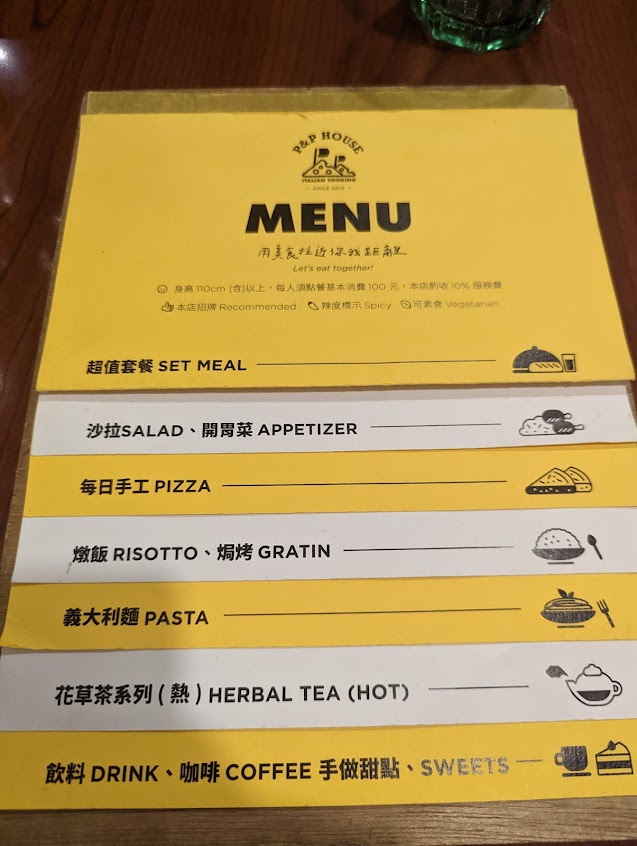 P&P HOUSE
ITALIAN COOKING
SINCE 2010
MENU
用美食拉近你我距離
Let's eat together!
身高 110cm (含)以上，每人須點餐基本消費 100 元，本店酌收 10% 服務費
本店招牌 Recommended 辣度標示 Spicy 可素食 Vegetarian
超值套餐 SET MEAL
沙拉SALAD、開胃菜 APPETIZER
每日手工 PIZZA
燉飯 RISOTTO、焗烤 GRATIN
義大利麵 PASTA
花草茶系列 ( 熱 ) HERBAL TEA (HOT)
飲料 DRINK、咖啡 COFFEE 手做甜點、SWEETS